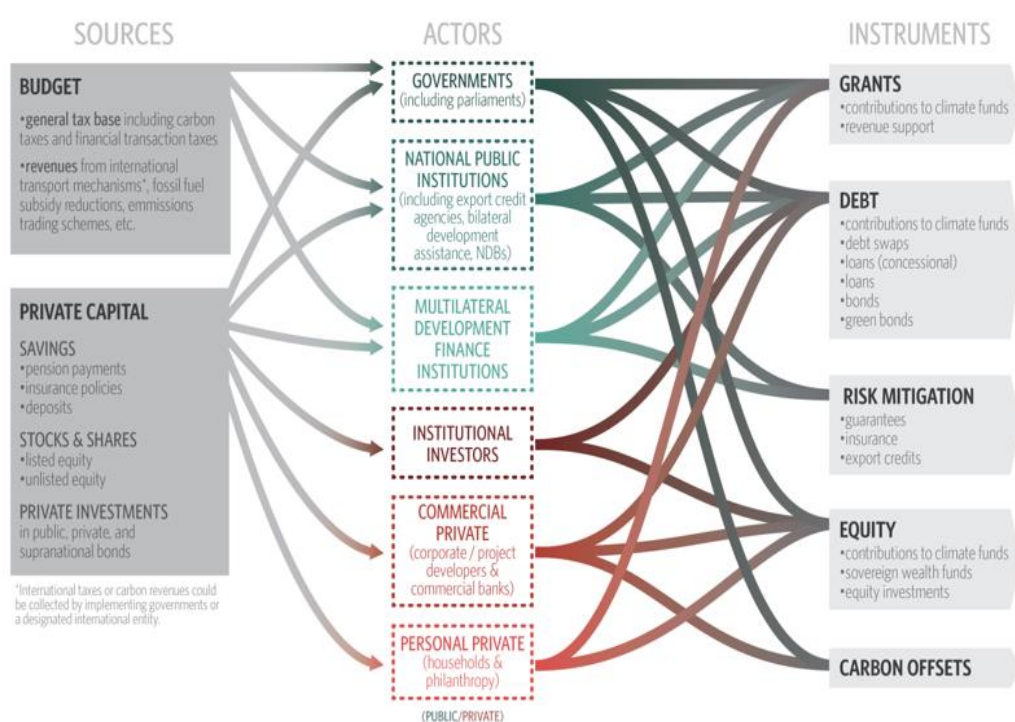 SOURCES
BUDGET
•general tax base including carbon
taxes and financial transaction taxes
•revenues from international
transport mechanisms*, fossil fuel
subsidy reductions, emmissions
trading schemes, etc.
PRIVATE CAPITAL
SAVINGS
•pension payments
•insurance policies
•deposits
STOCKS & SHARES
•listed equity
•unlisted equity
PRIVATE INVESTMENTS
in public, private, and
supranational bonds
*International taxes or carbon revenues could
be collected by implementing governments or
a designated international entity.
ACTORS
GOVERNMENTS
(including parliaments)
NATIONAL PUBLIC
INSTITUTIONS
(including export credit
agencies, bilateral
development
assistance, NDBs)
MULTILATERAL
DEVELOPMENT
FINANCE
INSTITUTIONS
INSTITUTIONAL
INVESTORS
COMMERCIAL
PRIVATE
(corporate / project
developers &
commercial banks)
PERSONAL PRIVATE
(households &
philanthropy)
(PUBLIC/PRIVATE)
INSTRUMENTS
GRANTS
•contributions to climate funds
•revenue support
DEBT
•contributions to climate funds
•debt swaps
•loans (concessional)
•loans
•bonds
•green bonds
RISK MITIGATION
•guarantees
•insurance
•export credits
EQUITY
•contributions to climate funds
•sovereign wealth funds
•equity investments
CARBON OFFSETS